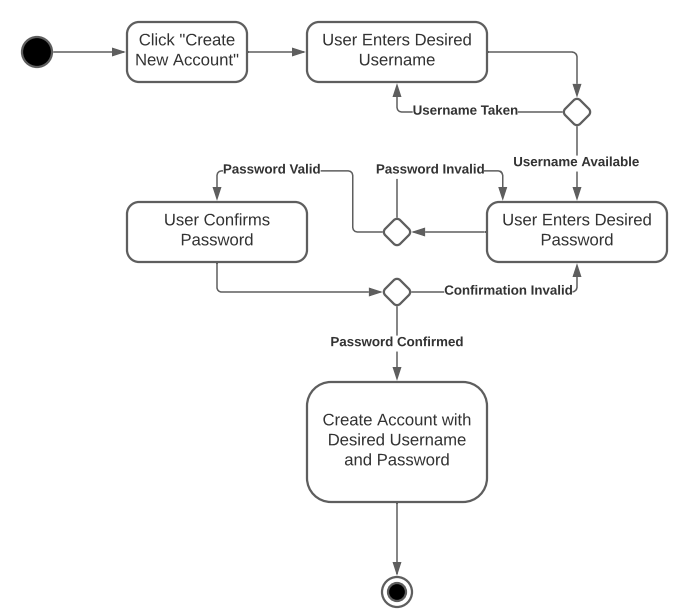 Click "Create
New Account"
User Enters Desired
Username
Username Taken
Username Available
Password Valid
Password Invalid
User Confirms
Password
User Enters Desired
Password
Confirmation Invalid
Password Confirmed
Create Account with
Desired Username
and Password